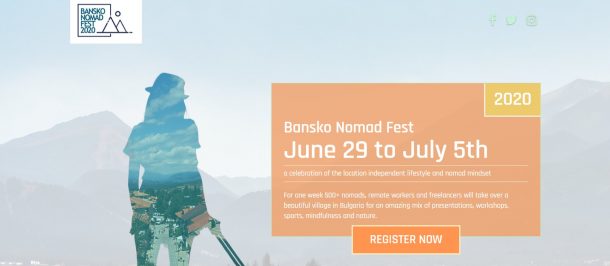 BANSKO
NOMAD
FEST
2020
2020
Bansko Nomad Fest
June 29 to July 5th
a celebration of the location independent lifestyle and nomad mindset
For one week 500+ nomads, remote workers and freelancers will take over a
beautiful village in Bulgaria for an amazing mix of presentations, workshops,
sports, mindfulness and nature.
REGISTER NOW